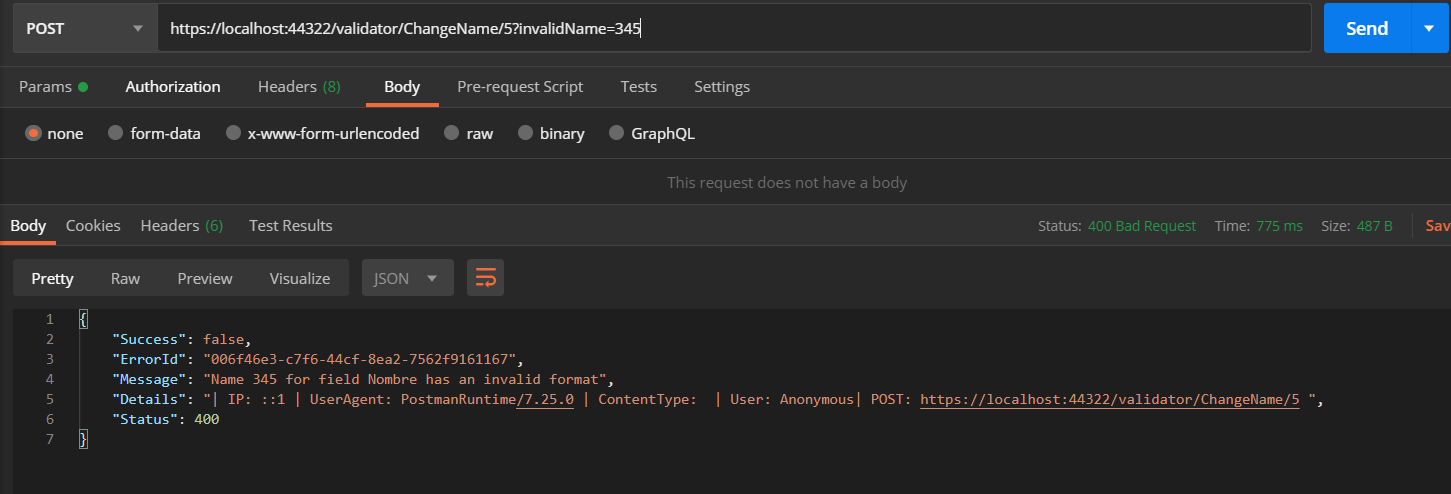 POST https://localhost:44322/validator/ChangeName/5?invalidName=345 Send
Params Authorization Headers (8) Body Pre-request Script Tests Settings
none form-data x-www-form-urlencoded raw binary GraphQL
This request does not have a body
Body Cookies Headers (6) Test Results Status: 400 Bad Request Time: 775 ms Size: 487 B Sav
Pretty Raw Preview Visualize JSON
1 {
2 "Success": false,
3 "ErrorId": "006f46e3-c7f6-44cf-8ea2-7562f9161167",
4 "Message": "Name 345 for field Nombre has an invalid format",
5 "Details": "| IP: ::1 | UserAgent: PostmanRuntime/7.25.0 | ContentType:  | User: Anonymous| POST: https://localhost:44322/validator/ChangeName/5 ",
6 "Status": 400
7 }